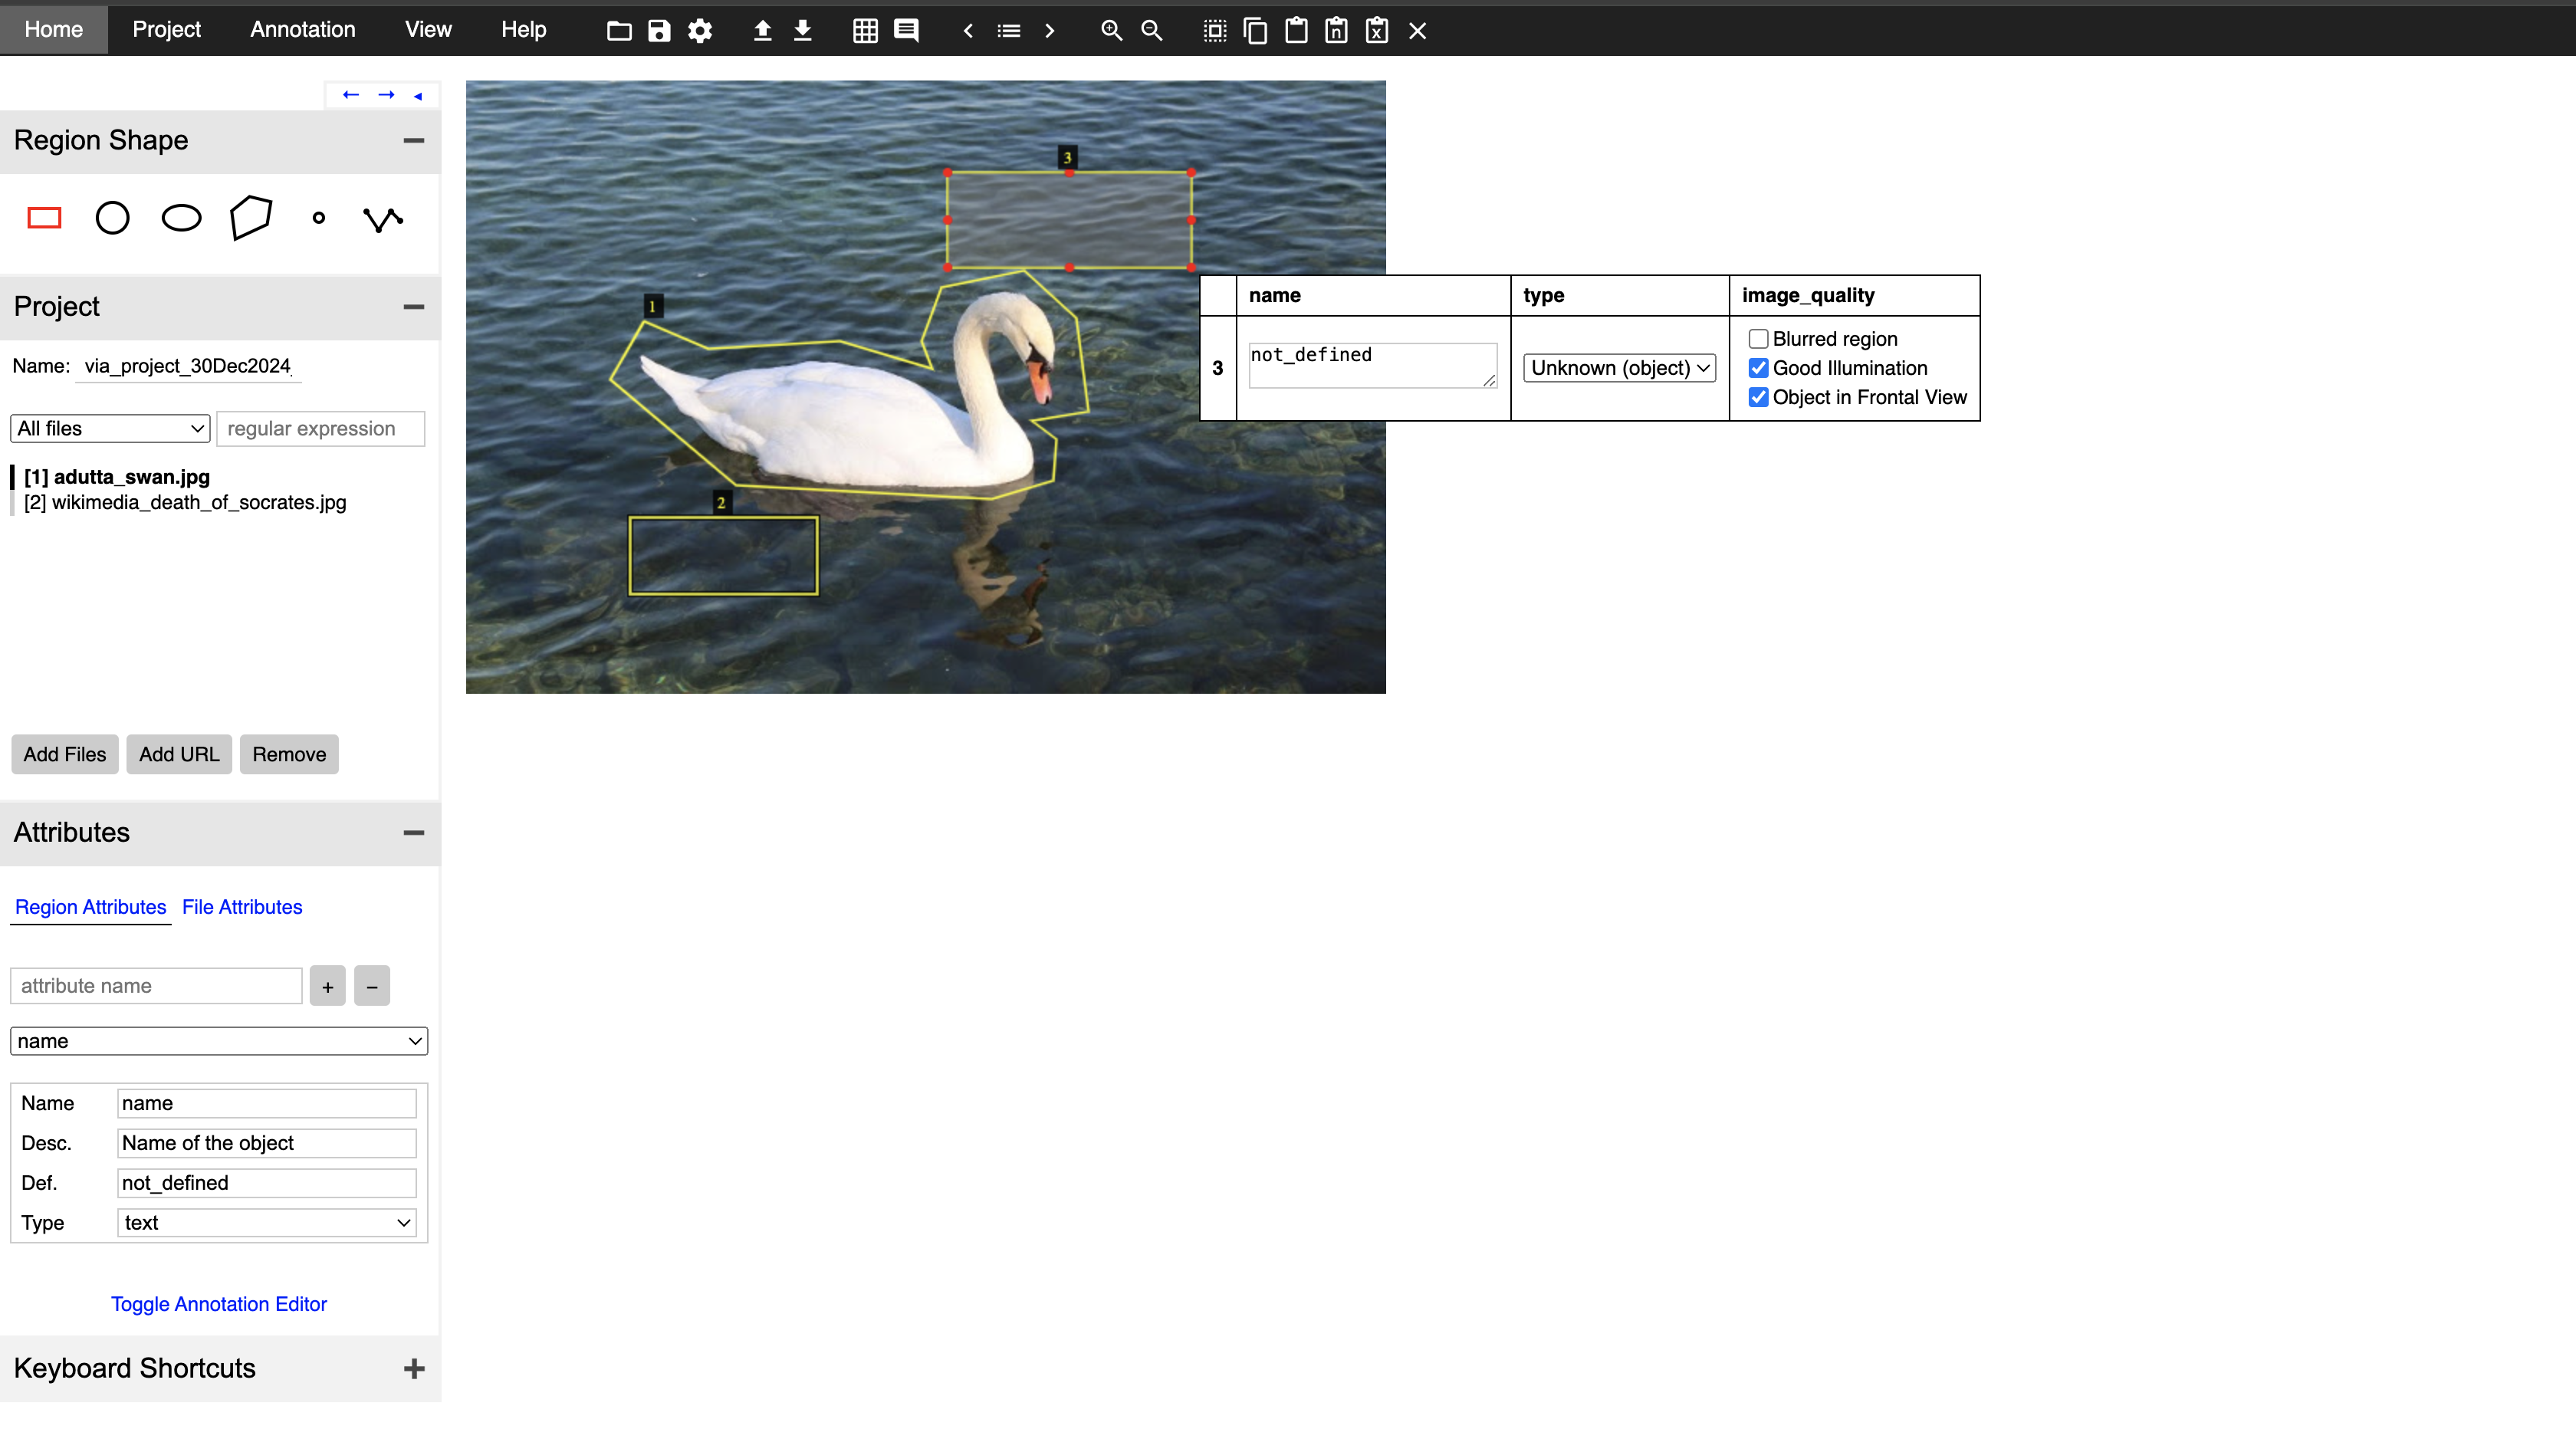 Home Project Annotation View Help
Region Shape
Project
Name: via_project_30Dec2024
All files regular expression
[1] adutta_swan.jpg
[2] wikimedia_death_of_socrates.jpg
Add Files Add URL Remove
Attributes
Region Attributes File Attributes
attribute name + −
name
Name name
Desc. Name of the object
Def. not_defined
Type text
Toggle Annotation Editor
Keyboard Shortcuts
3
1
2
name type image_quality
3 not_defined Unknown (object)
Blurred region
Good Illumination
Object in Frontal View